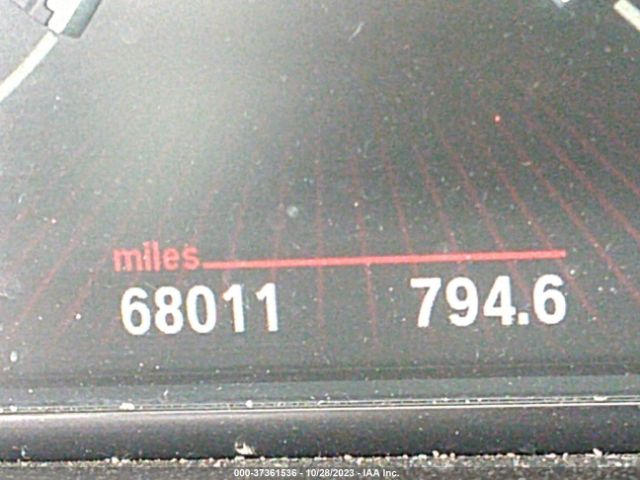 miles
68011 794.6
000-37361536 - 10/28/2023 - IAA Inc.